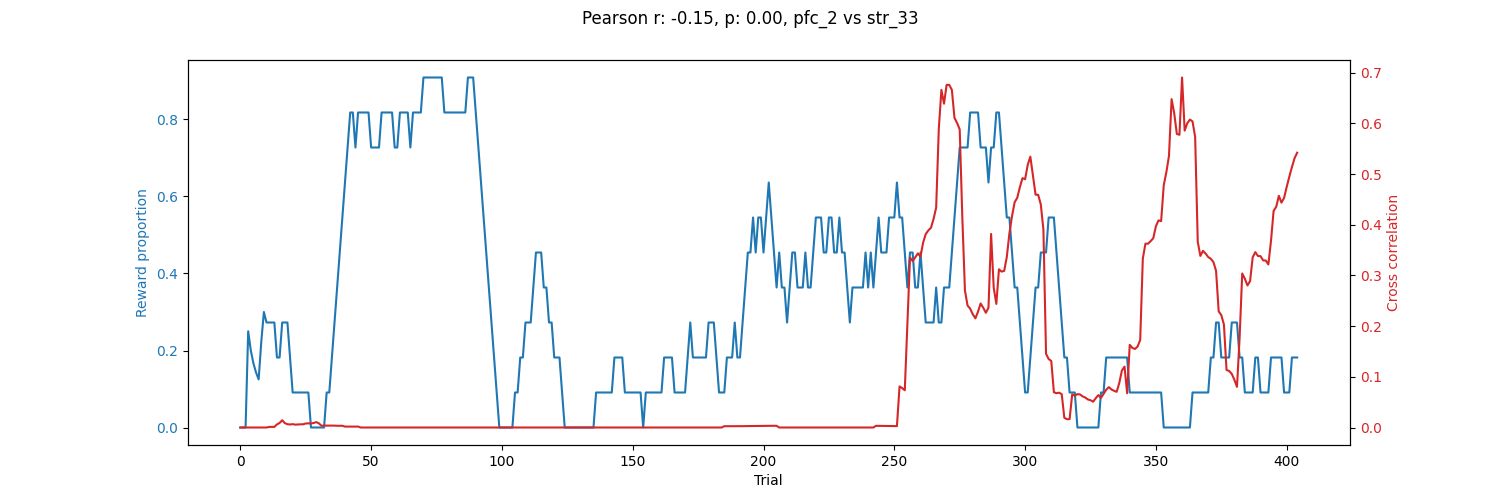 Pearson r: -0.15, p: 0.00, pfc_2 vs str_33
Reward proportion
0.8
0.6
0.4
0.2
0.0
0.7
0.6
0.5
0.4
0.3
0.2
0.1
0.0
Cross correlation
0 50 100 150 200 250 300 350 400
Trial